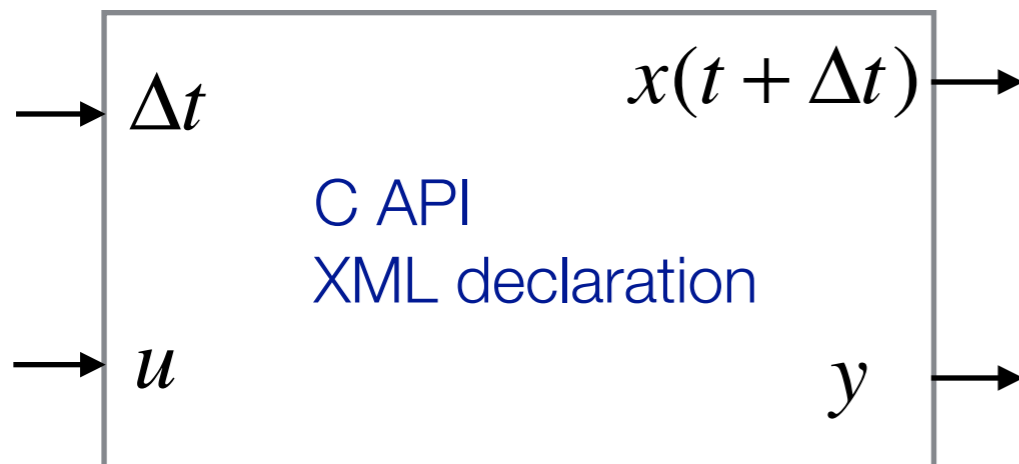 Δt
x(t + Δt)
C API
XML declaration
u
y